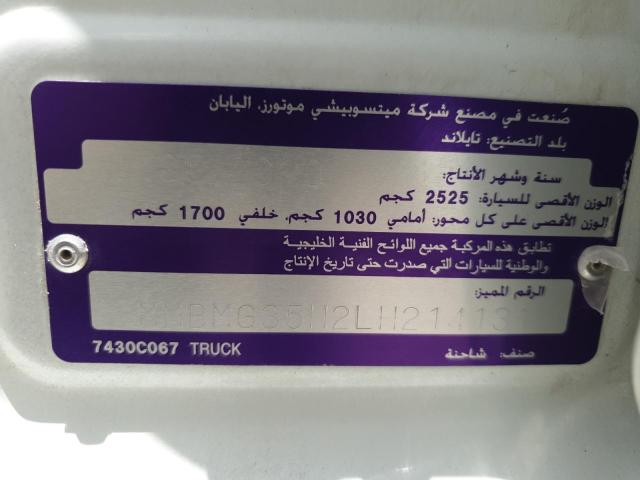 صُنعت في مصنع شركة ميتسوبيشي موتورز، اليابان
بلد التصنيع: تايلاند
سنة وشهر الأنتاج:
الوزن الأقصى للسيارة: 2525 كجم
الوزن الأقصى على كل محور: أمامي 1030 كجم، خلفي 1700 كجم
تطابق هذه المركبة جميع اللوائح الفنية الخليجية
والوطنية للسيارات التي صدرت حتى تاريخ الإنتاج
الرقم المميز:
صنف: شاحنة
7430C067 TRUCK